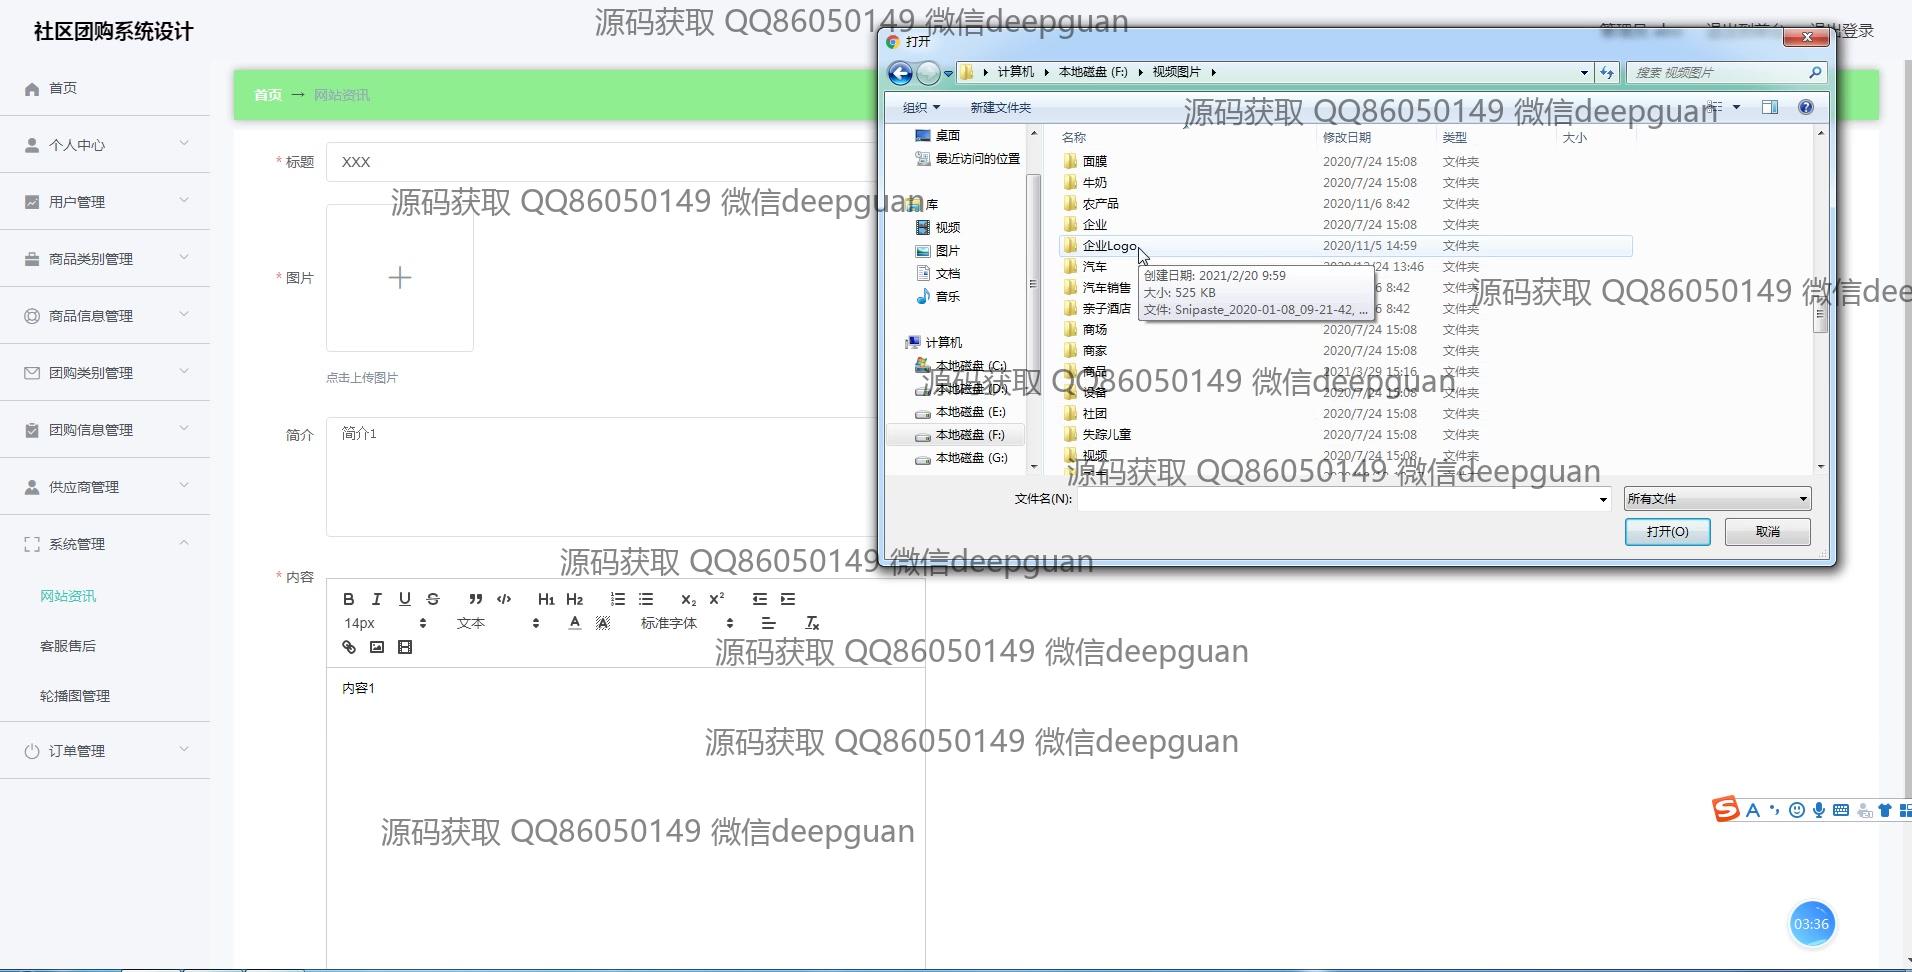 社区团购系统设计
源码获取 QQ86050149 微信deepguan
出登录
首页
个人中心
用户管理
商品类别管理
商品信息管理
团购类别管理
团购信息管理
供应商管理
系统管理
网站资讯
客服售后
轮播图管理
订单管理
首页 → 网站资讯
* 标题 XXX
源码获取 QQ86050149 微信deepguan
* 图片
点击上传图片
简介 简介1
源码获取 QQ86050149 微信deepguan
* 内容
B I U S ” </> H1 H2 X2 X2
14px 文本 A A 标准字体 Tx
源码获取 QQ86050149 微信deepguan
内容1
源码获取 QQ86050149 微信deepguan
源码获取 QQ86050149 微信deepguan
打开
计算机 本地磁盘 (F:) 视频图片
搜索 视频图片
组织 新建文件夹
源码获取 QQ86050149 微信deepguan
桌面
最近访问的位置
库
视频
图片
文档
音乐
计算机
本地磁盘 (C:)
本地磁盘 (D:)
本地磁盘 (E:)
本地磁盘 (F:)
本地磁盘 (G:)
名称 修改日期 类型 大小
面膜 2020/7/24 15:08 文件夹
牛奶 2020/7/24 15:08 文件夹
农产品 2020/11/6 8:42 文件夹
企业 2020/7/24 15:08 文件夹
企业Logo 2020/11/5 14:59 文件夹
汽车 24 13:46 文件夹
汽车销售 6 8:42 文件夹
亲子酒店 6 8:42 文件夹
商场 2020/7/24 15:08 文件夹
商家 2020/7/24 15:08 文件夹
商品 2021/3/29 15:16 文件夹
设备 2020/7/24 15:08 文件夹
社团 2020/7/24 15:08 文件夹
失踪儿童 2020/7/24 15:08 文件夹
视频 2020/7/24 15:08 文件夹
创建日期: 2021/2/20 9:59
大小: 525 KB
文件: Snipaste_2020-01-08_09-21-42, ...
源码获取 QQ86050149 微信dee
源码获取 QQ86050149 微信deepguan
源码获取 QQ86050149 微信deepguan
文件名(N): 所有文件
打开(O) 取消
03:36